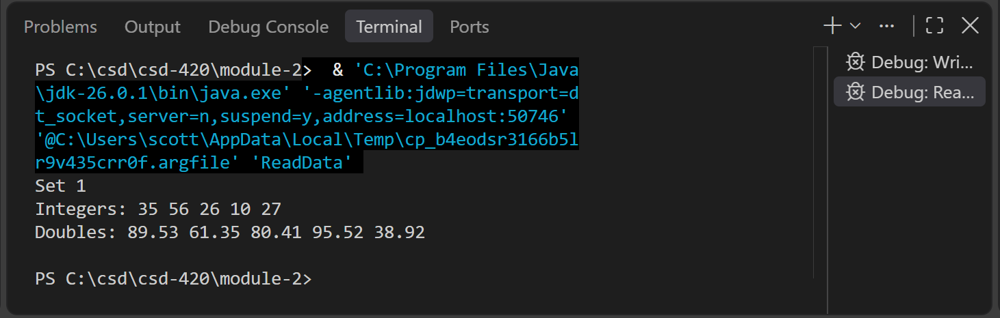 Problems Output Debug Console Terminal Ports
PS C:\csd\csd-420\module-2>  & 'C:\Program Files\Java
\jdk-26.0.1\bin\java.exe' '-agentlib:jdwp=transport=d
t_socket,server=n,suspend=y,address=localhost:50746'
'@C:\Users\scott\AppData\Local\Temp\cp_b4eodsr3166b5l
r9v435crr0f.argfile' 'ReadData'
Set 1
Integers: 35 56 26 10 27
Doubles: 89.53 61.35 80.41 95.52 38.92
PS C:\csd\csd-420\module-2>
Debug: Wri...
Debug: Rea...